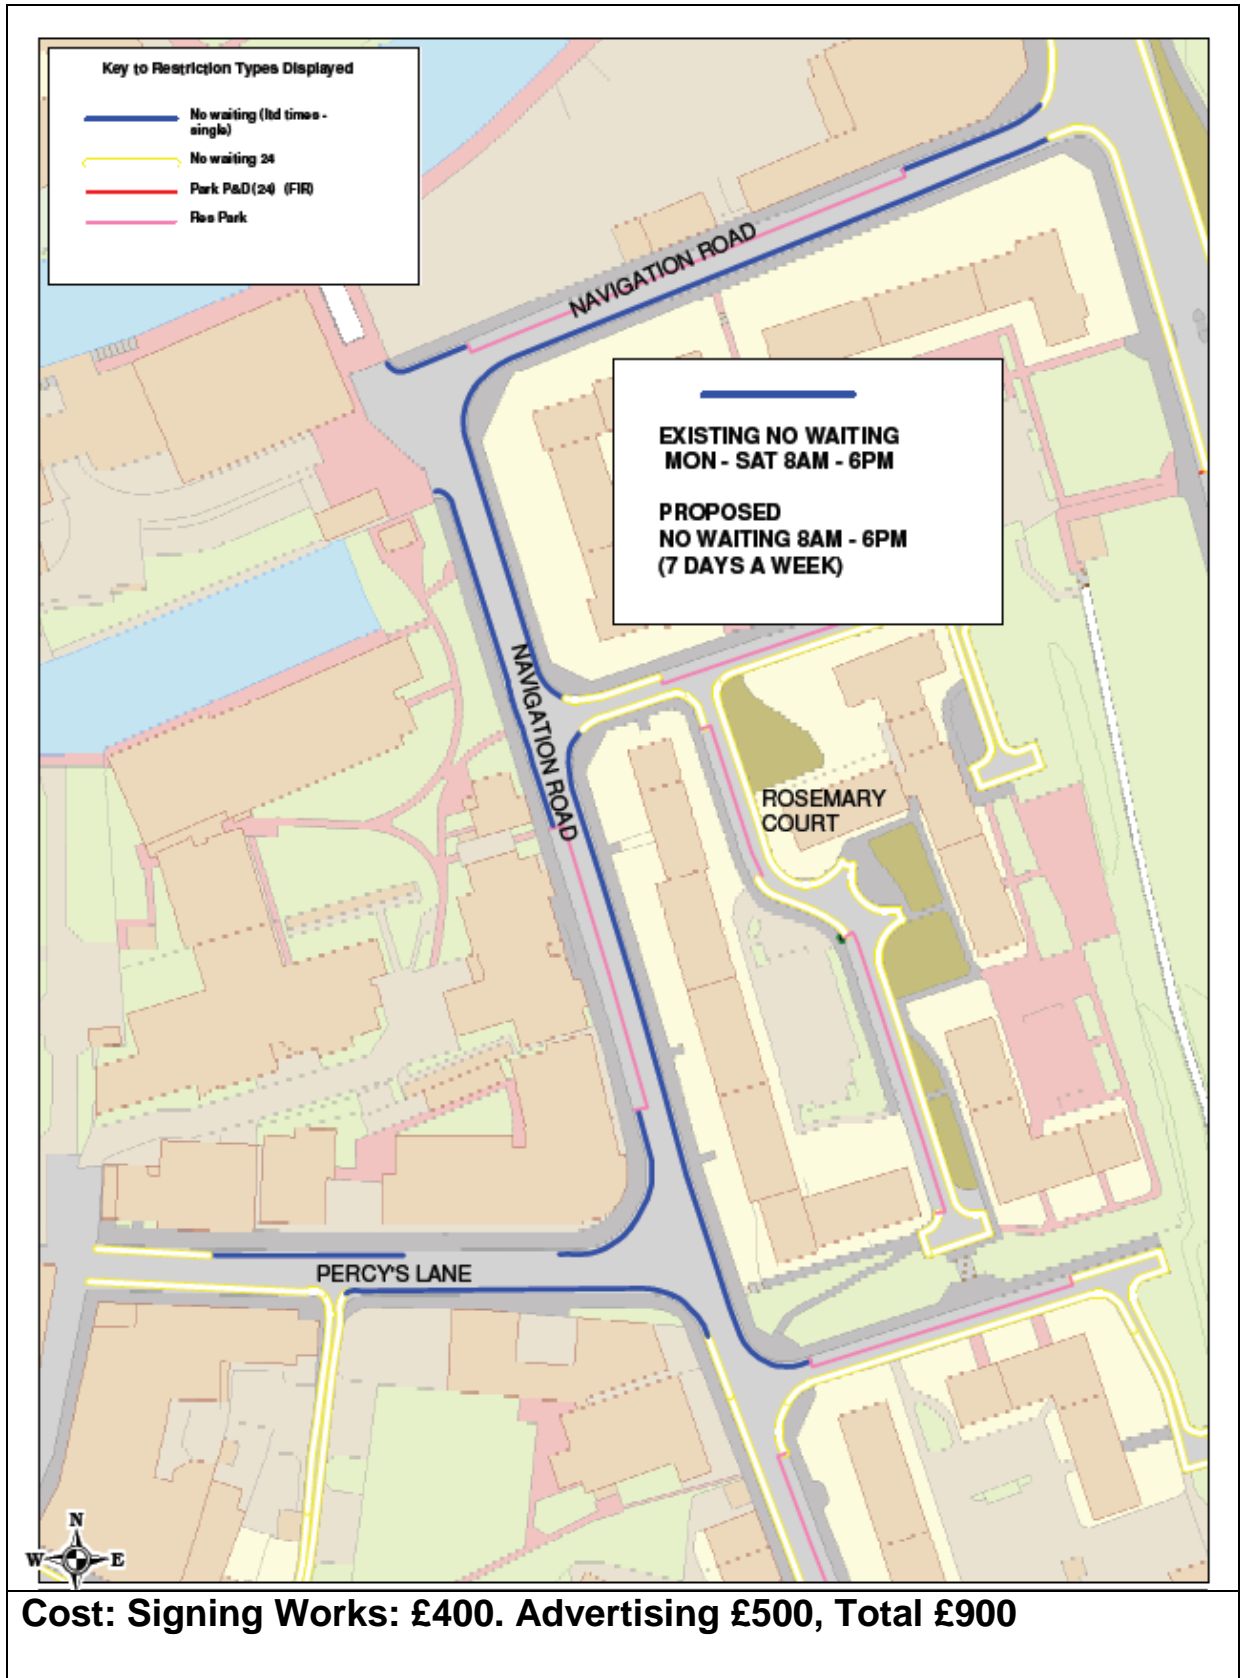 Key to Restriction Types Displayed
No waiting (ltd times -
single)
No waiting 24
Park P&D(24) (FIR)
Res Park
NAVIGATION ROAD
EXISTING NO WAITING
MON - SAT 8AM - 6PM
PROPOSED
NO WAITING 8AM - 6PM
(7 DAYS A WEEK)
NAVIGATION ROAD
ROSEMARY
COURT
PERCY'S LANE
N
W
E
Cost: Signing Works: £400. Advertising £500, Total £900